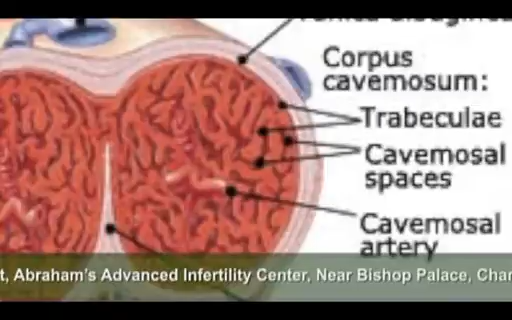 Corpus
cavemosum:
Trabeculae
Cavemosal
spaces
Cavemosal
artery
t, Abraham's Advanced Infertility Center, Near Bishop Palace, Char